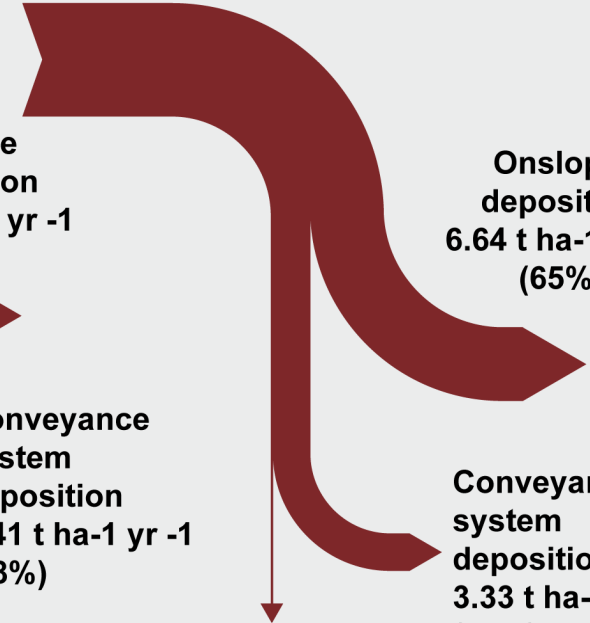 e
on
yr -1
Onslop
deposit
6.64 t ha-1
(65%
onveyance
stem
position
41 t ha-1 yr -1
3%)
Conveyan
system
depositio
3.33 t ha-